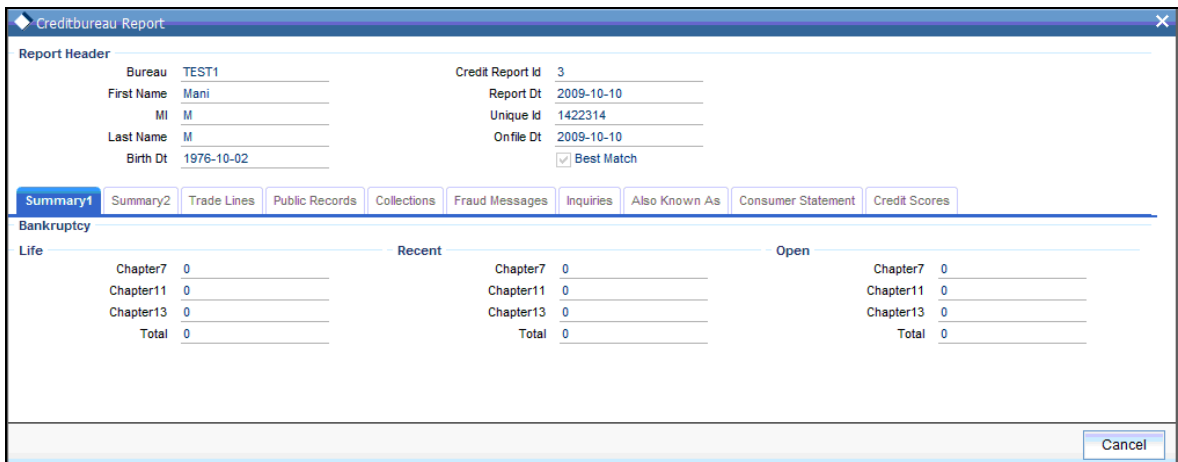 Creditbureau Report
Report Header
Bureau TEST1 Credit Report Id 3
First Name Mani Report Dt 2009-10-10
MI M Unique Id 1422314
Last Name M Onfile Dt 2009-10-10
Birth Dt 1976-10-02 Best Match
Summary1 Summary2 Trade Lines Public Records Collections Fraud Messages Inquiries Also Known As Consumer Statement Credit Scores
Bankruptcy
Life Recent Open
Chapter7 0 Chapter7 0 Chapter7 0
Chapter11 0 Chapter11 0 Chapter11 0
Chapter13 0 Chapter13 0 Chapter13 0
Total 0 Total 0 Total 0
Cancel